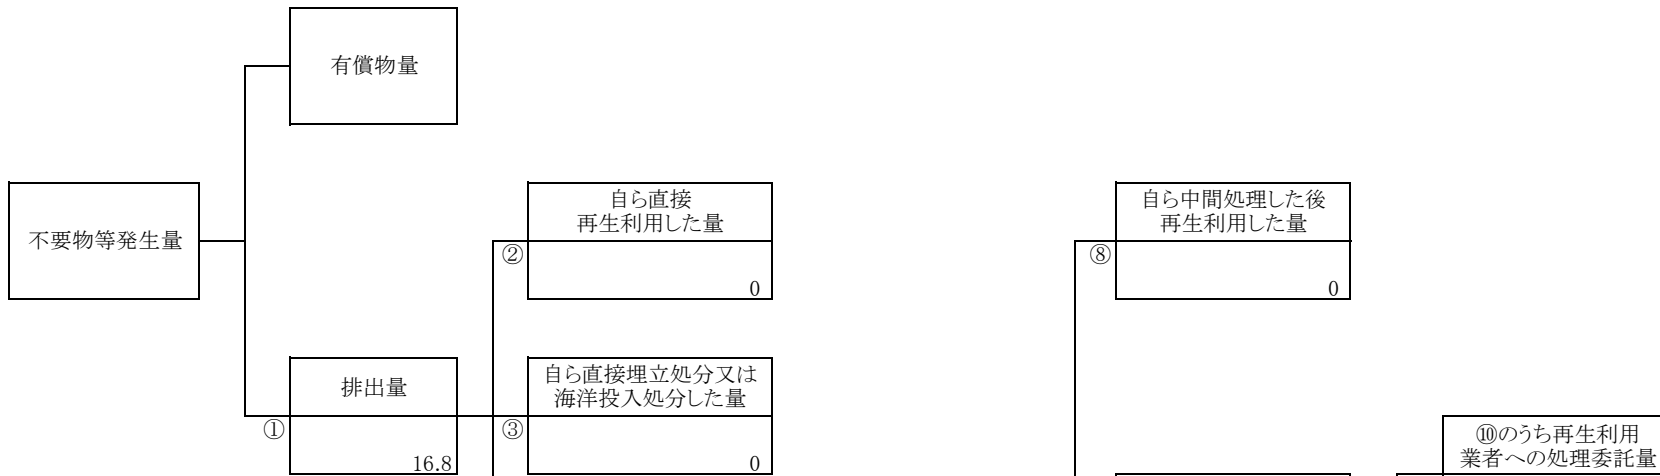 有償物量
不要物等発生量
自ら直接
再生利用した量
②
0
自ら中間処理した後
再生利用した量
⑧
0
排出量
①
16.8
自ら直接埋立処分又は
海洋投入処分した量
③
0
⑩のうち再生利用
業者への処理委託量